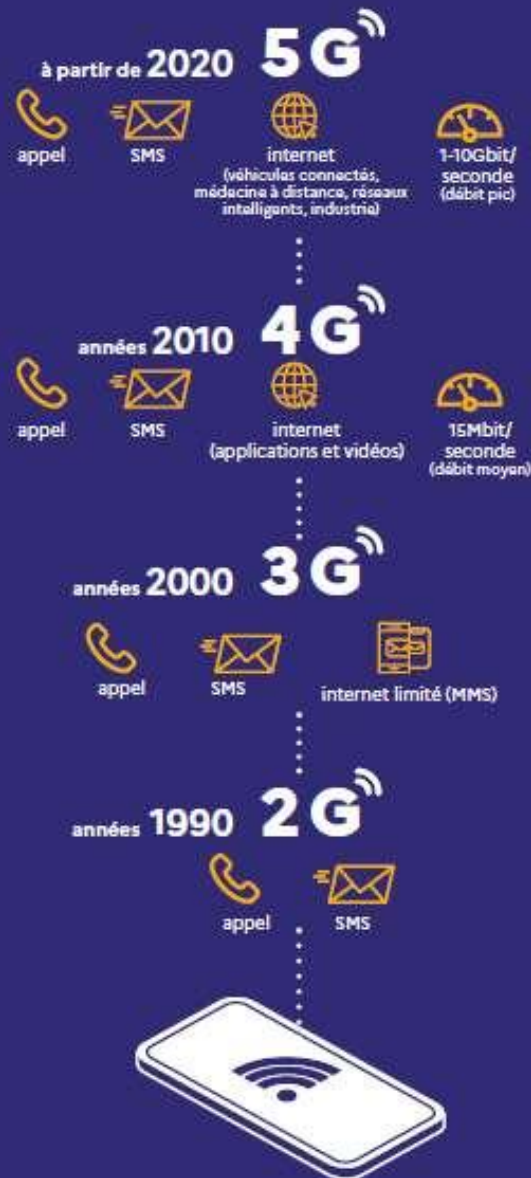 à partir de 2020 5G
appel
SMS
internet
(véhicules connectés,
médecine à distance, réseaux
intelligents, industrie)
1-10Gbit/
seconde
(débit pic)
années 2010 4G
appel
SMS
internet
(applications et vidéos)
15Mbit/
seconde
(débit moyen)
années 2000 3G
appel
SMS
internet limité (MMS)
années 1990 2G
appel
SMS